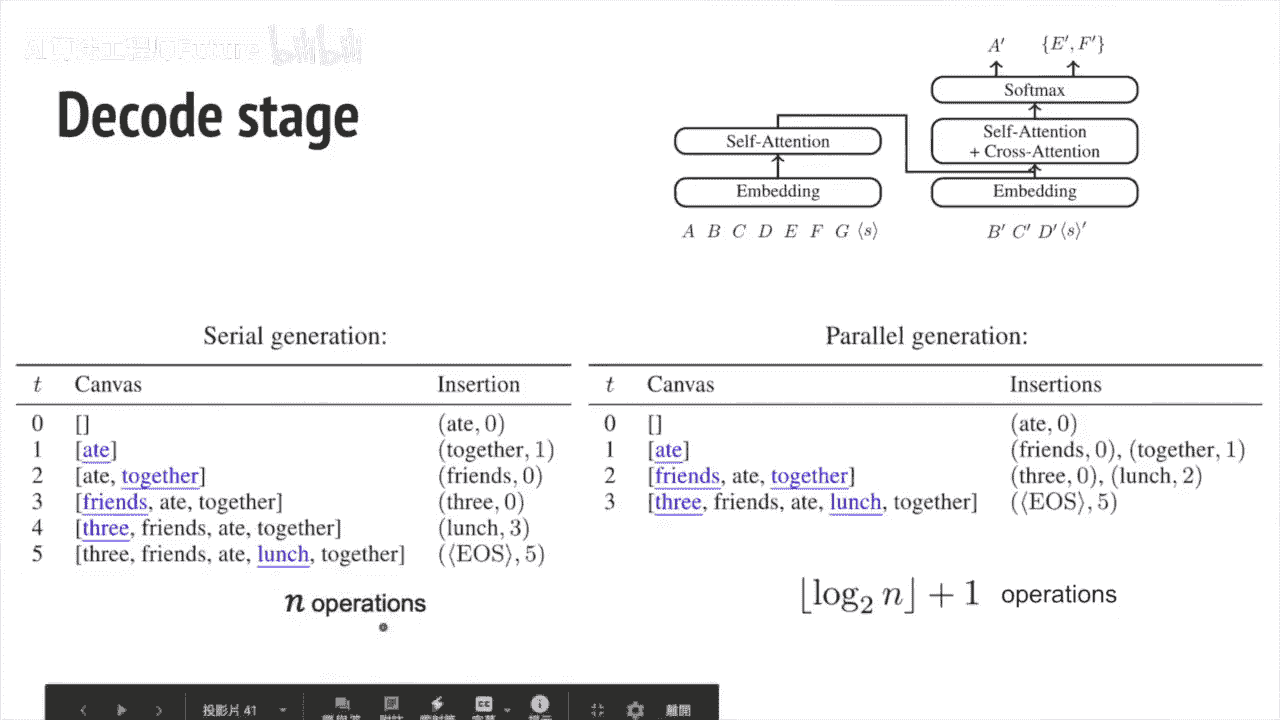 Decode stage
A′ {E′, F′}
Softmax
Self-Attention
+ Cross-Attention
Self-Attention
Embedding
Embedding
A B C D E F G ⟨s⟩
B′ C′ D′ ⟨s⟩′
Serial generation:
t Canvas Insertion
0 [] (ate, 0)
1 [ate] (together, 1)
2 [ate, together] (friends, 0)
3 [friends, ate, together] (three, 0)
4 [three, friends, ate, together] (lunch, 3)
5 [three, friends, ate, lunch, together] (⟨EOS⟩, 5)
n operations
Parallel generation:
t Canvas Insertions
0 [] (ate, 0)
1 [ate] (friends, 0), (together, 1)
2 [friends, ate, together] (three, 0), (lunch, 2)
3 [three, friends, ate, lunch, together] (⟨EOS⟩, 5)
⌊log₂ n⌋ + 1 operations
投影片 41
離開